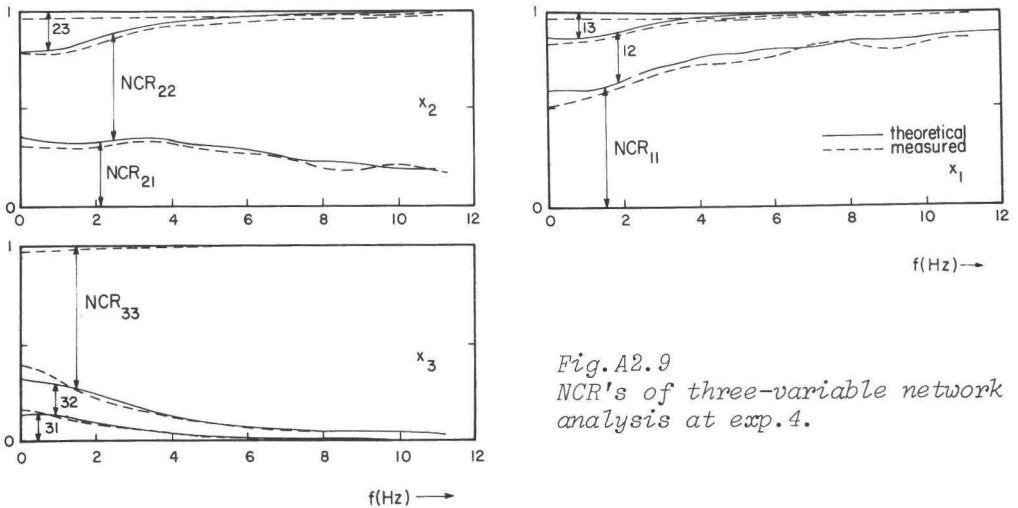 1
23
NCR22
x2
NCR21
0
0 2 4 6 8 10 12
1
13
12
NCR11
theoretical
measured
x1
0
0 2 4 6 8 10 12
f(Hz) →
1
NCR33
x3
32
31
0
0 2 4 6 8 10 12
f(Hz) →
Fig.A2.9
NCR's of three-variable network
analysis at exp.4.